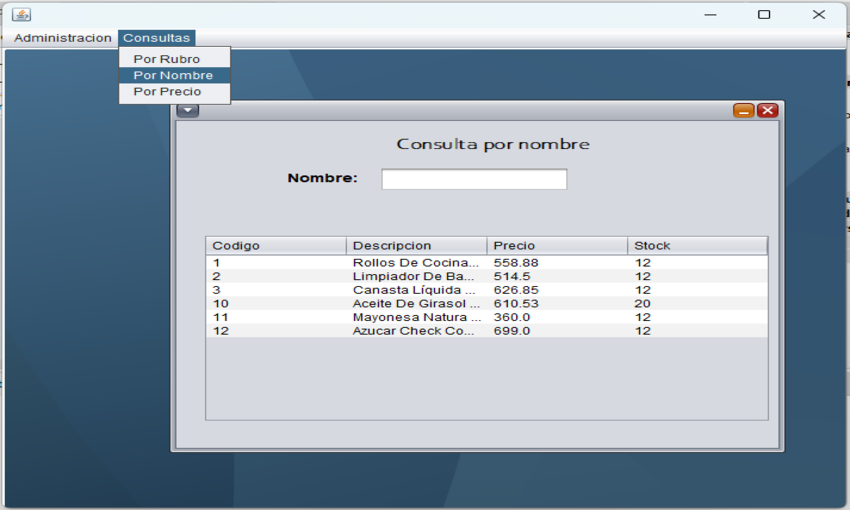 Administracion Consultas
Por Rubro
Por Nombre
Por Precio
Consulta por nombre
Nombre:
Codigo Descripcion Precio Stock
1 Rollos De Cocina... 558.88 12
2 Limpiador De Ba... 514.5 12
3 Canasta Líquida ... 626.85 12
10 Aceite De Girasol ... 610.53 20
11 Mayonesa Natura ... 360.0 12
12 Azucar Check Co... 699.0 12